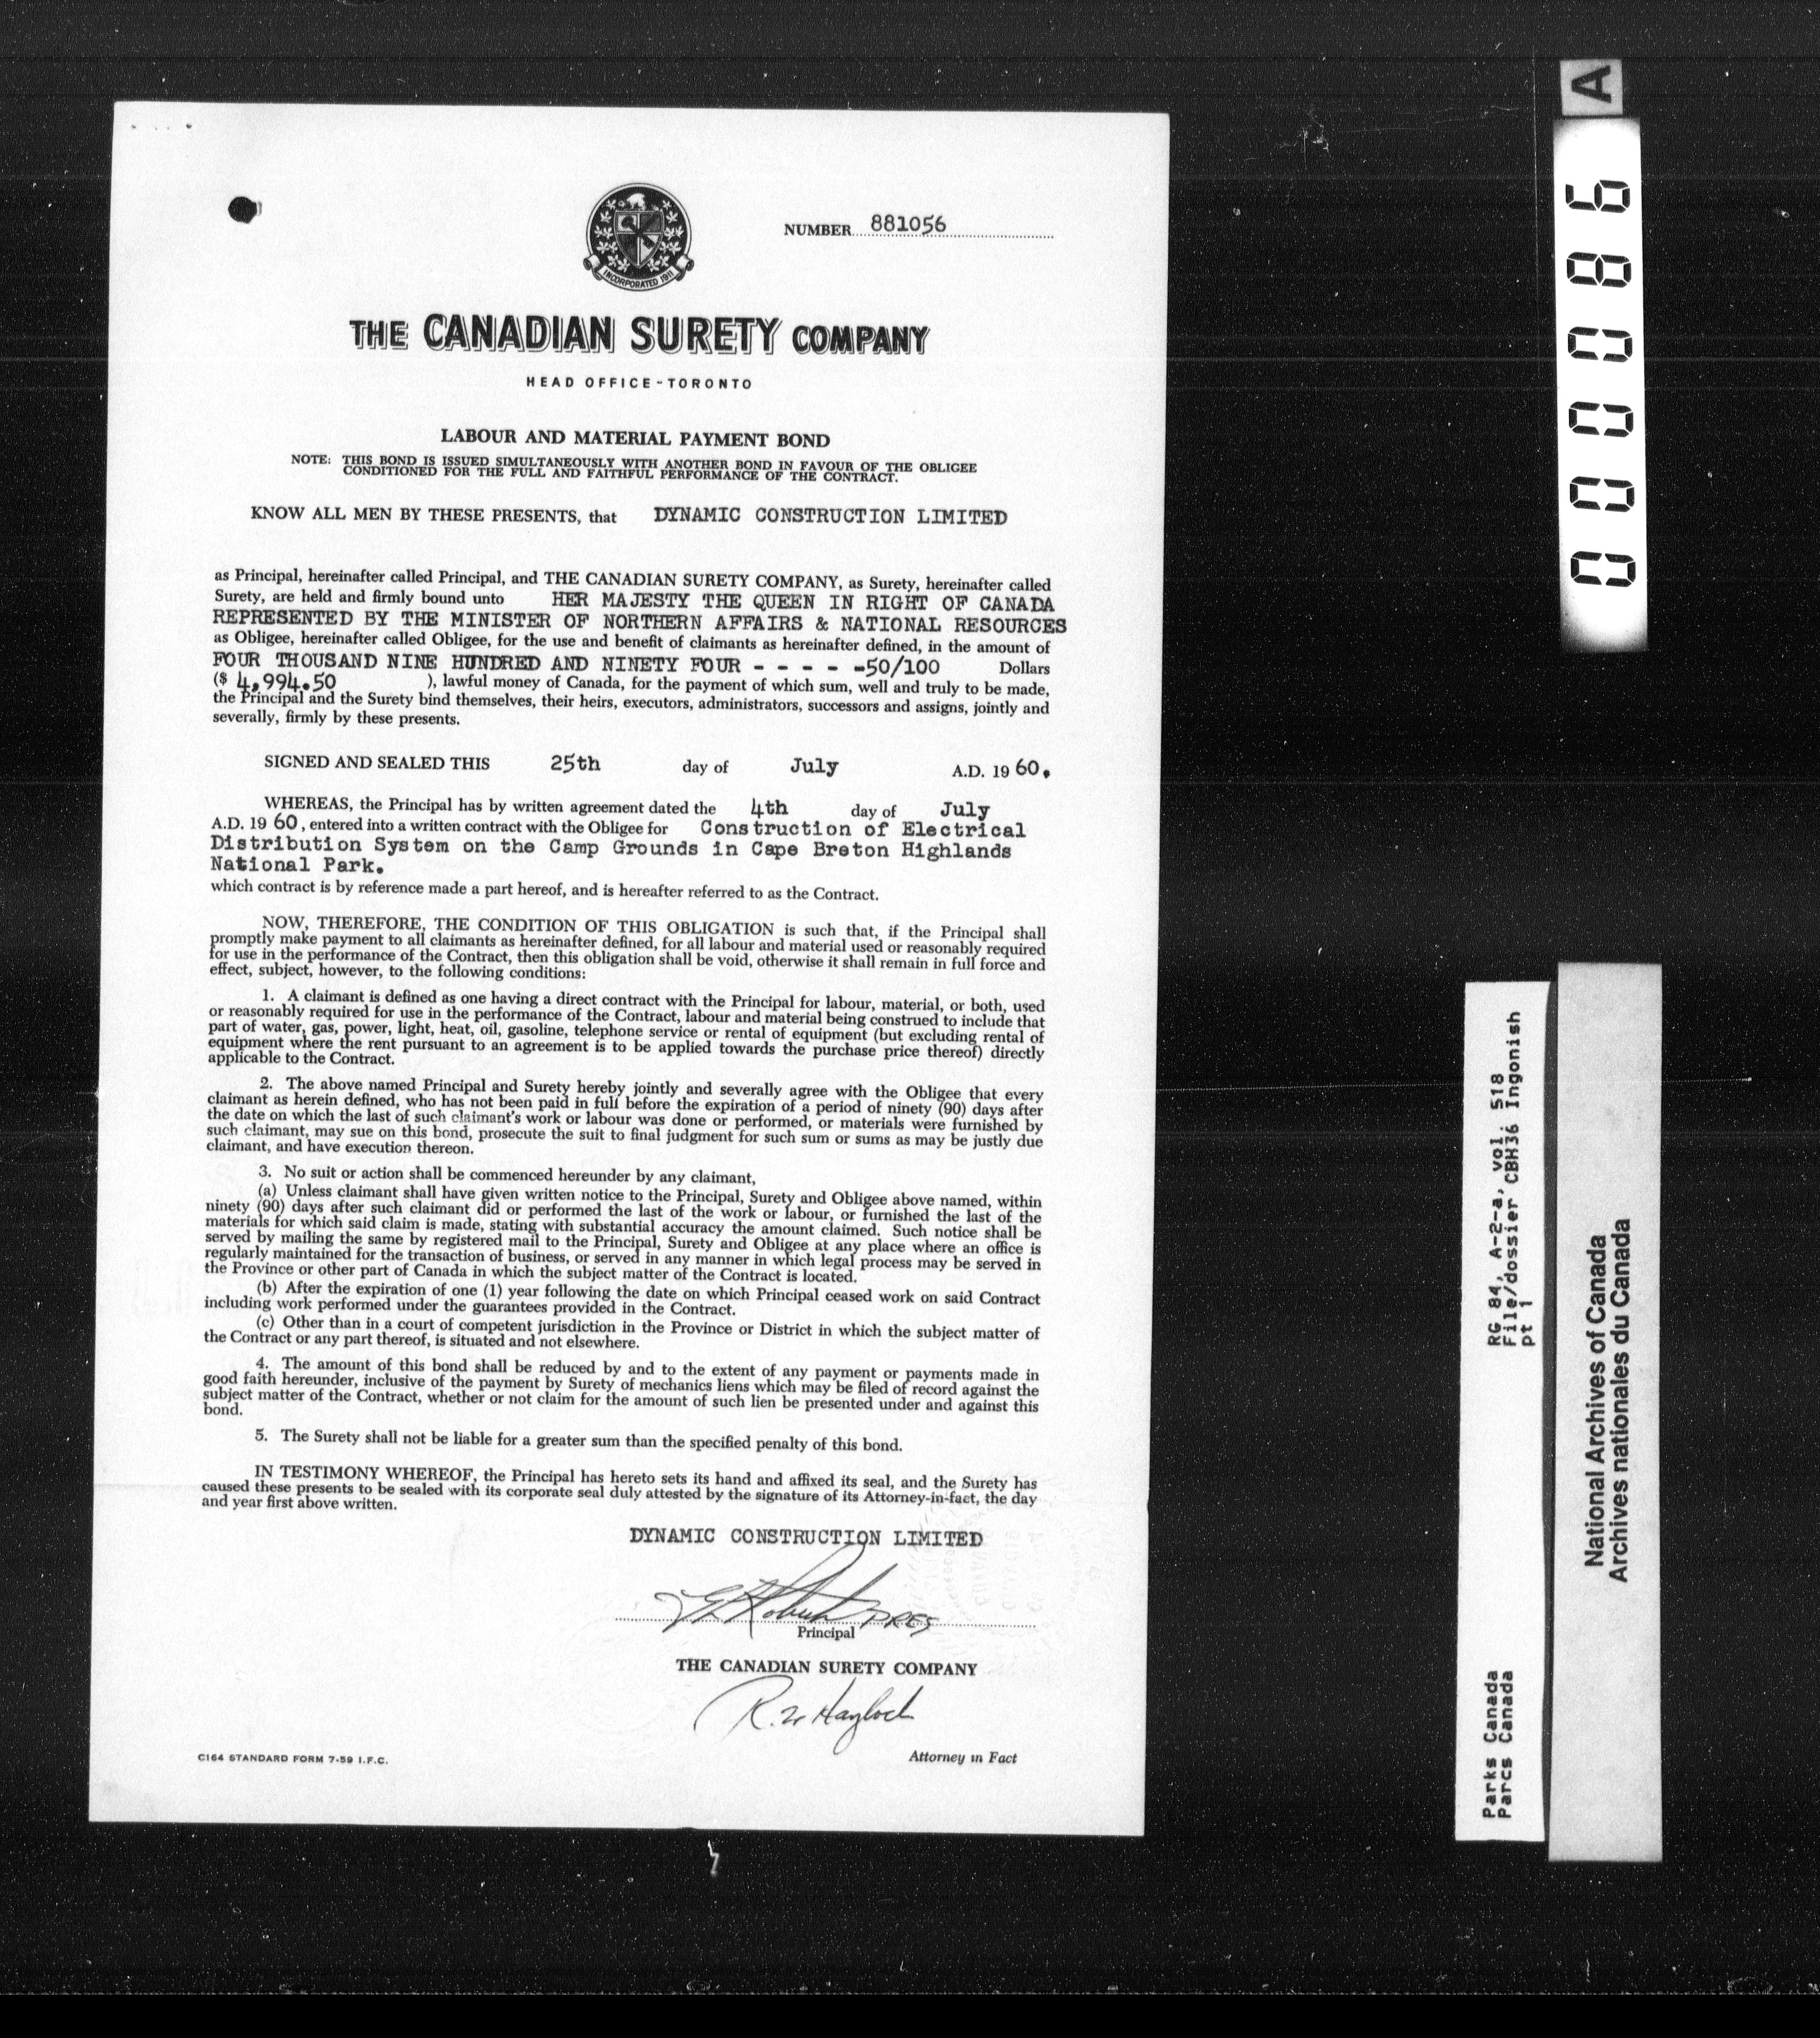 INCORPORATED 1911
NUMBER 881056
THE CANADIAN SURETY COMPANY
HEAD OFFICE-TORONTO
LABOUR AND MATERIAL PAYMENT BOND
NOTE: THIS BOND IS ISSUED SIMULTANEOUSLY WITH ANOTHER BOND IN FAVOUR OF THE OBLIGEE
CONDITIONED FOR THE FULL AND FAITHFUL PERFORMANCE OF THE CONTRACT.
KNOW ALL MEN BY THESE PRESENTS, that DYNAMIC CONSTRUCTION LIMITED
as Principal, hereinafter called Principal, and THE CANADIAN SURETY COMPANY, as Surety, hereinafter called
Surety, are held and firmly bound unto HER MAJESTY THE QUEEN IN RIGHT OF CANADA
REPRESENTED BY THE MINISTER OF NORTHERN AFFAIRS & NATIONAL RESOURCES
as Obligee, hereinafter called Obligee, for the use and benefit of claimants as hereinafter defined, in the amount of
FOUR THOUSAND NINE HUNDRED AND NINETY FOUR - - - - -50/100 Dollars
($ 4,994.50 ), lawful money of Canada, for the payment of which sum, well and truly to be made,
the Principal and the Surety bind themselves, their heirs, executors, administrators, successors and assigns, jointly and
severally, firmly by these presents.
SIGNED AND SEALED THIS 25th day of July A.D. 19 60.
WHEREAS, the Principal has by written agreement dated the 4th day of July
A.D. 19 60, entered into a written contract with the Obligee for Construction of Electrical
Distribution System on the Camp Grounds in Cape Breton Highlands
National Park.
which contract is by reference made a part hereof, and is hereafter referred to as the Contract.
NOW, THEREFORE, THE CONDITION OF THIS OBLIGATION is such that, if the Principal shall
promptly make payment to all claimants as hereinafter defined, for all labour and material used or reasonably required
for use in the performance of the Contract, then this obligation shall be void, otherwise it shall remain in full force and
effect, subject, however, to the following conditions:
1. A claimant is defined as one having a direct contract with the Principal for labour, material, or both, used
or reasonably required for use in the performance of the Contract, labour and material being construed to include that
part of water, gas, power, light, heat, oil, gasoline, telephone service or rental of equipment (but excluding rental of
equipment where the rent pursuant to an agreement is to be applied towards the purchase price thereof) directly
applicable to the Contract.
2. The above named Principal and Surety hereby jointly and severally agree with the Obligee that every
claimant as herein defined, who has not been paid in full before the expiration of a period of ninety (90) days after
the date on which the last of such claimant's work or labour was done or performed, or materials were furnished by
such claimant, may sue on this bond, prosecute the suit to final judgment for such sum or sums as may be justly due
claimant, and have execution thereon.
3. No suit or action shall be commenced hereunder by any claimant,
(a) Unless claimant shall have given written notice to the Principal, Surety and Obligee above named, within
ninety (90) days after such claimant did or performed the last of the work or labour, or furnished the last of the
materials for which said claim is made, stating with substantial accuracy the amount claimed. Such notice shall be
served by mailing the same by registered mail to the Principal, Surety and Obligee at any place where an office is
regularly maintained for the transaction of business, or served in any manner in which legal process may be served in
the Province or other part of Canada in which the subject matter of the Contract is located.
(b) After the expiration of one (1) year following the date on which Principal ceased work on said Contract
including work performed under the guarantees provided in the Contract.
(c) Other than in a court of competent jurisdiction in the Province or District in which the subject matter of
the Contract or any part thereof, is situated and not elsewhere.
4. The amount of this bond shall be reduced by and to the extent of any payment or payments made in
good faith hereunder, inclusive of the payment by Surety of mechanics liens which may be filed of record against the
subject matter of the Contract, whether or not claim for the amount of such lien be presented under and against this
bond.
5. The Surety shall not be liable for a greater sum than the specified penalty of this bond.
IN TESTIMONY WHEREOF, the Principal has hereto sets its hand and affixed its seal, and the Surety has
caused these presents to be sealed with its corporate seal duly attested by the signature of its Attorney-in-fact, the day
and year first above written.
DYNAMIC CONSTRUCTION LIMITED
PRES
Principal
THE CANADIAN SURETY COMPANY
Attorney in Fact
C164 STANDARD FORM 7-59 I.F.C.
A
000086
RG 84, A-2-a, vol. 518
File/dossier CBH36 Ingonish
pt 1
Parks Canada
Parcs Canada
National Archives of Canada
Archives nationales du Canada